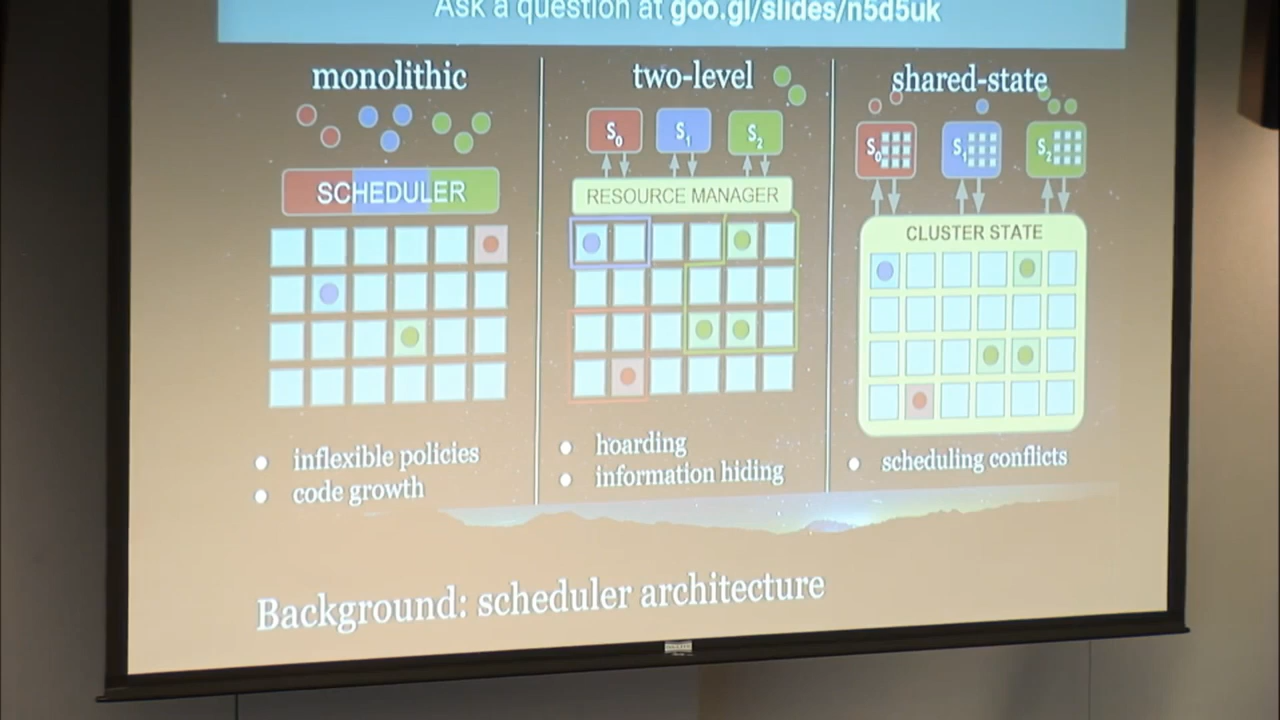 Ask a question at goo.gl/slides/n5d5uk
monolithic
SCHEDULER
inflexible policies
code growth
two-level
S0
S1
S2
RESOURCE MANAGER
hoarding
information hiding
shared-state
S0
S1
S2
CLUSTER STATE
scheduling conflicts
Background: scheduler architecture